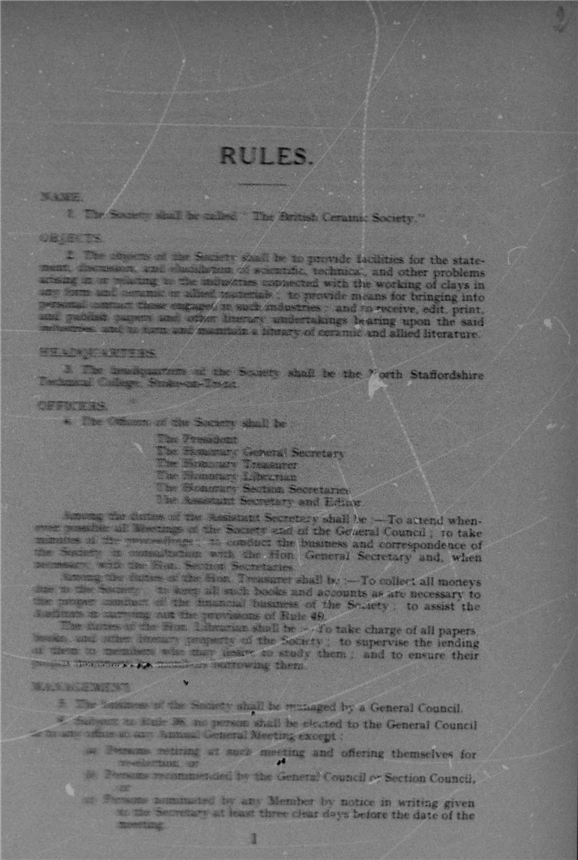 2
RULES.
NAME.
1. The Society shall be called "The British Ceramic Society."
OBJECTS.
2. The objects of the Society shall be to provide facilities for the state-
ment, discussion, and elucidation of scientific, technical, and other problems
arising in or relating to the industries connected with the working of clays in
any form and ceramic or allied materials; to provide means for bringing into
personal contact those engaged in such industries; and to receive, edit, print,
and publish papers and other literary undertakings bearing upon the said
industries, and to form and maintain a library of ceramic and allied literature.
HEADQUARTERS.
3. The headquarters of the Society shall be the North Staffordshire
Technical College, Stoke-on-Trent.
OFFICERS.
4. The Officers of the Society shall be
The President
The Honorary General Secretary
The Honorary Treasurer
The Honorary Librarian
The Honorary Section Secretaries
The Assistant Secretary and Editor.
Among the duties of the Assistant Secretary shall be :—To attend when-
ever possible all Meetings of the Society and of the General Council; to take
minutes of the proceedings; to conduct the business and correspondence of
the Society in consultation with the Hon. General Secretary and, when
necessary, with the Hon. Section Secretaries.
Among the duties of the Hon. Treasurer shall be :—To collect all moneys
due to the Society; to keep all such books and accounts as are necessary to
the proper conduct of the financial business of the Society; to assist the
Auditors in carrying out the provisions of Rule 49.
The duties of the Hon. Librarian shall be :—To take charge of all papers
books, and other literary property of the Society; to supervise the lending
of them to members who may desire to study them; and to ensure their
proper members borrowing them.
MANAGEMENT.
5. The business of the Society shall be managed by a General Council.
6. Subject to Rule 36, no person shall be elected to the General Council
or to any office at any Annual General Meeting except :
(a) Persons retiring at such meeting and offering themselves for
re-election, or
(b) Persons recommended by the General Council or Section Council,
or
(c) Persons nominated by any Member by notice in writing given
to the Secretary at least three clear days before the date of the
meeting.
1